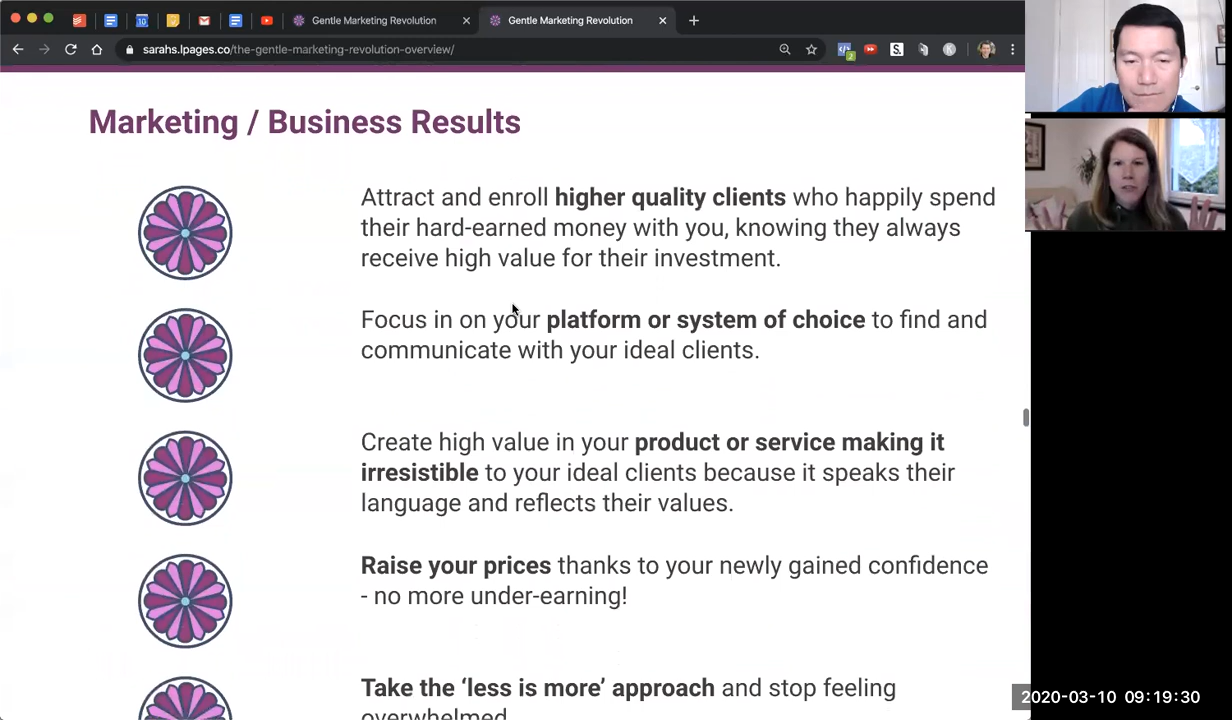 Gentle Marketing Revolution
Gentle Marketing Revolution
sarahs.lpages.co/the-gentle-marketing-revolution-overview/
Marketing / Business Results
Attract and enroll higher quality clients who happily spend
their hard-earned money with you, knowing they always
receive high value for their investment.
Focus in on your platform or system of choice to find and
communicate with your ideal clients.
Create high value in your product or service making it
irresistible to your ideal clients because it speaks their
language and reflects their values.
Raise your prices thanks to your newly gained confidence
- no more under-earning!
Take the ‘less is more’ approach and stop feeling
overwhelmed
2020-03-10 09:19:30